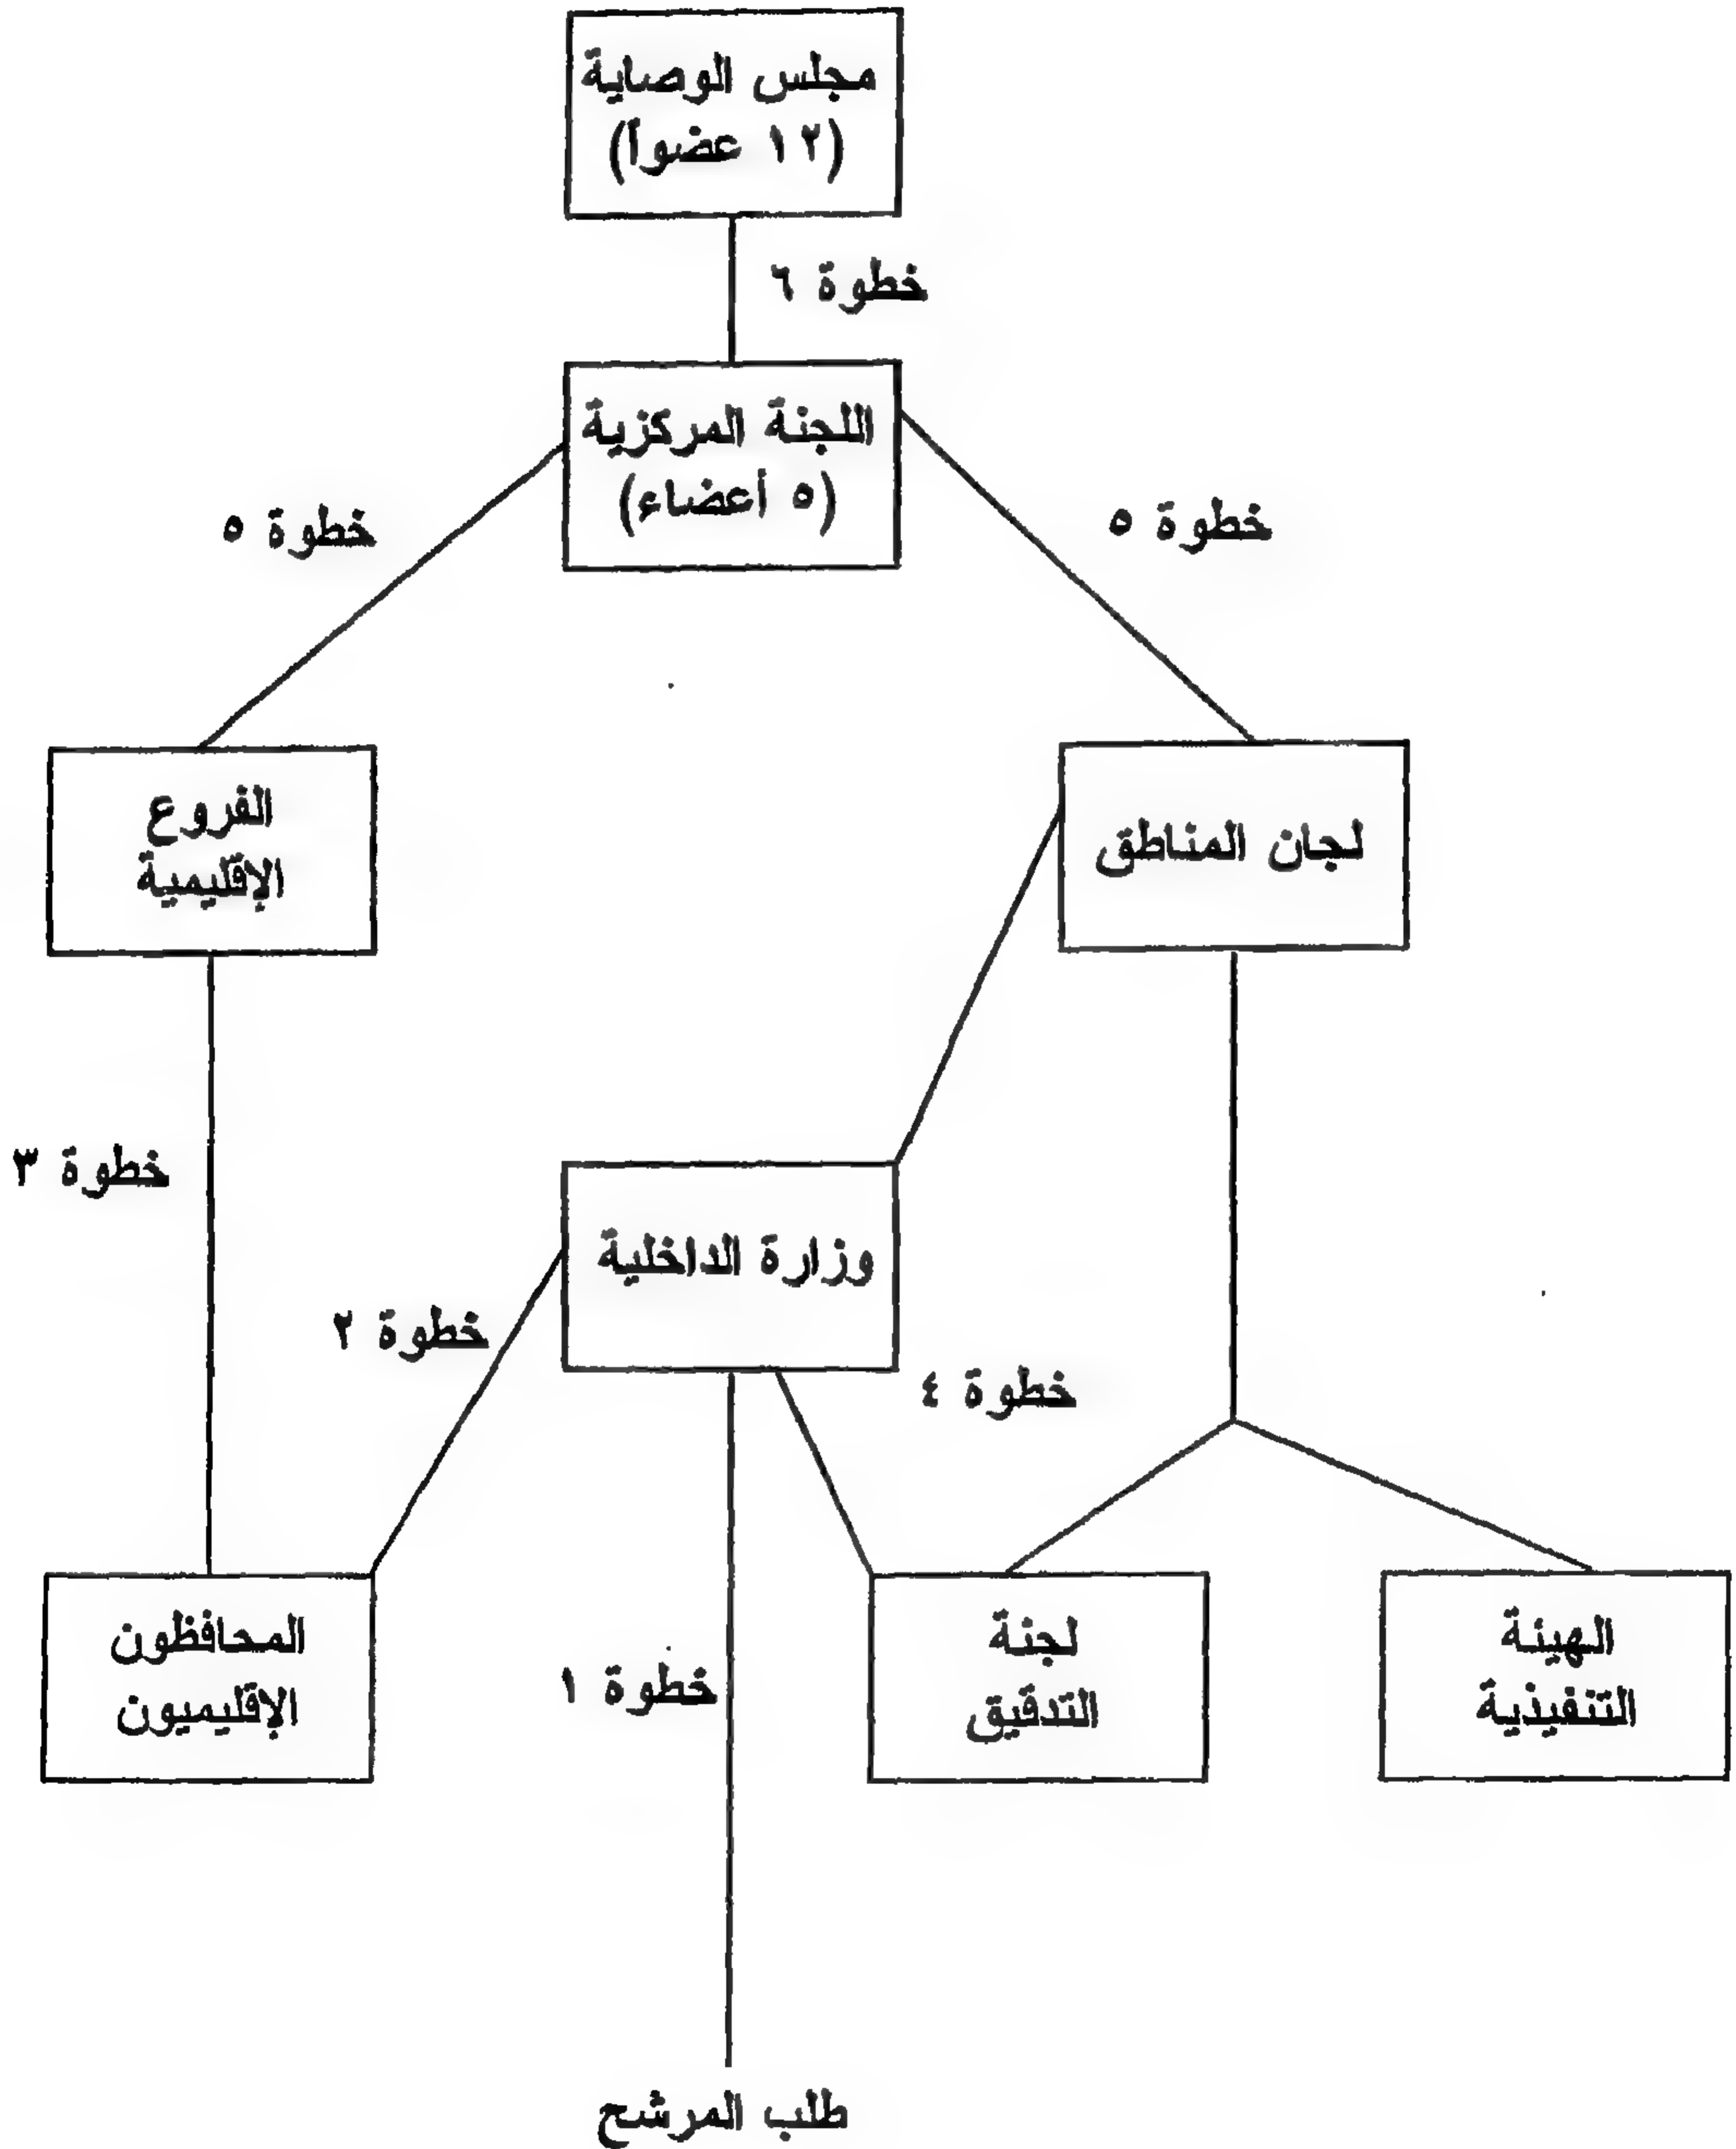 مجلس الوصاية
(١٢ عضواً)
خطوة ٦
اللجنة المركزية
(٥ أعضاء)
خطوة ٥
خطوة ٥
لجان المناطق
الفروع
الإقليمية
خطوة ٣
وزارة الداخلية
خطوة ٢
خطوة ٤
الهيئة
التنفيذية
لجنة
التدقيق
خطوة ١
المحافظون
الإقليميون
طلب المرشح